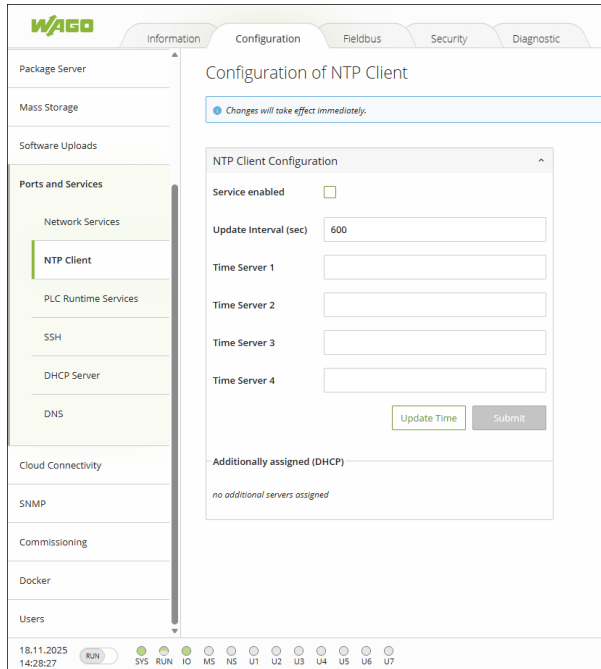 WAGO
Information Configuration Fieldbus Security Diagnostic
Package Server
Mass Storage
Software Uploads
Ports and Services
Network Services
NTP Client
PLC Runtime Services
SSH
DHCP Server
DNS
Cloud Connectivity
SNMP
Commissioning
Docker
Users
Configuration of NTP Client
Changes will take effect immediately.
NTP Client Configuration
Service enabled
Update Interval (sec) 600
Time Server 1
Time Server 2
Time Server 3
Time Server 4
Update Time Submit
Additionally assigned (DHCP)
no additional servers assigned
18.11.2025
14:28:27
RUN
SYS RUN IO MS NS U1 U2 U3 U4 U5 U6 U7